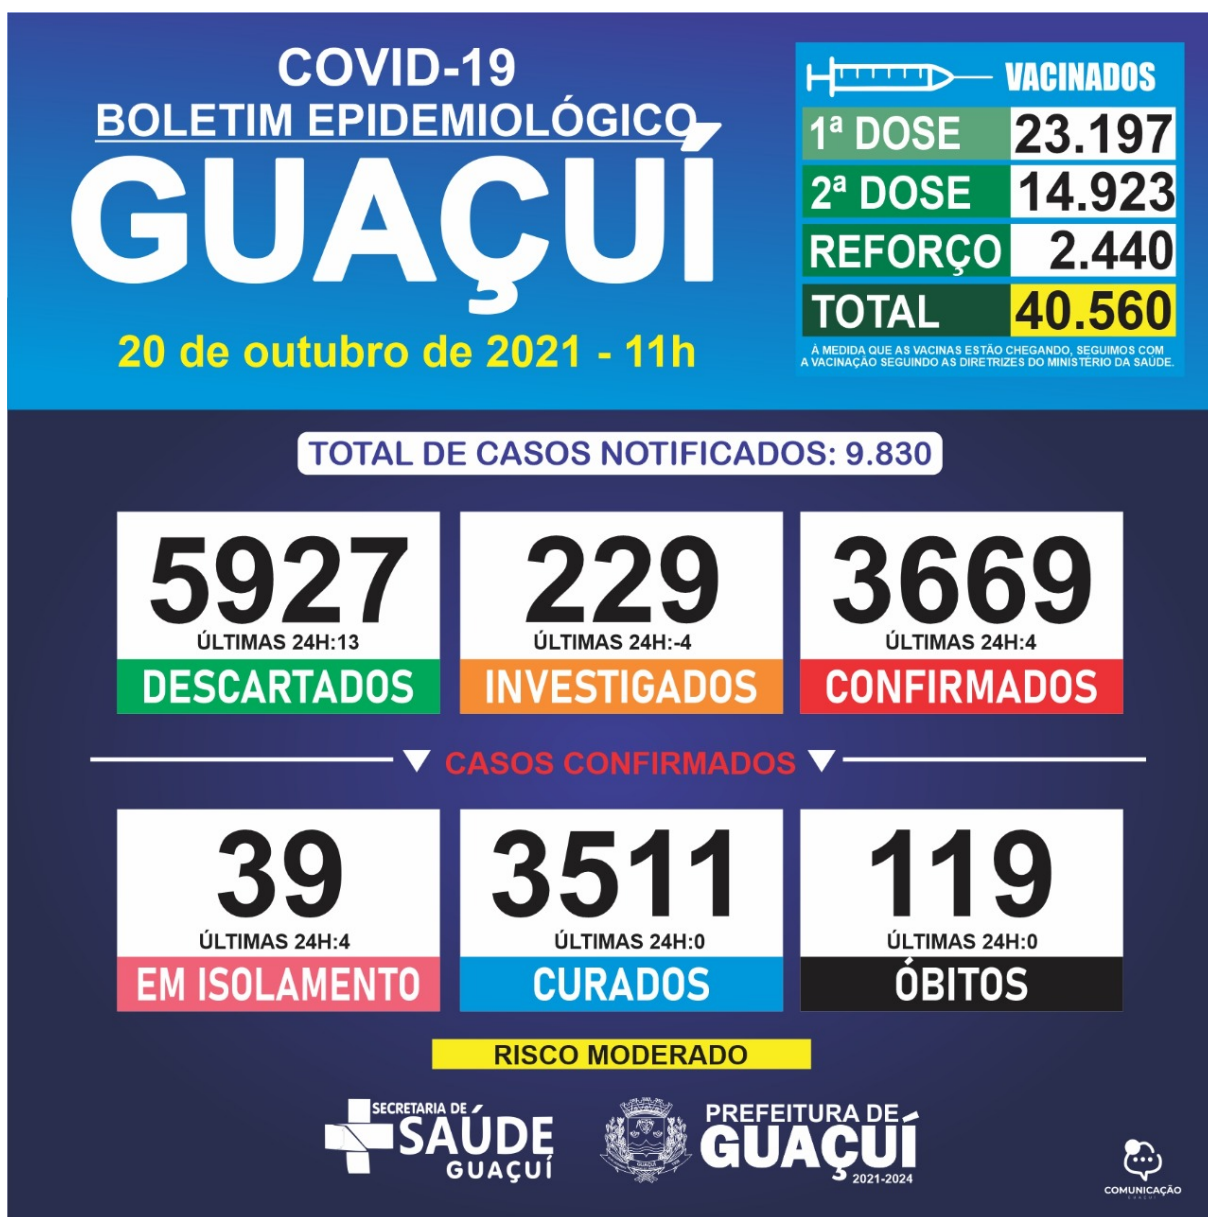 COVID-19
BOLETIM EPIDEMIOLÓGICO
GUAÇUÍ
20 de outubro de 2021 - 11h
VACINADOS
1ª DOSE 23.197
2ª DOSE 14.923
REFORÇO 2.440
TOTAL 40.560
À MEDIDA QUE AS VACINAS ESTÃO CHEGANDO, SEGUIMOS COM
A VACINAÇÃO SEGUINDO AS DIRETRIZES DO MINISTÉRIO DA SAÚDE.
TOTAL DE CASOS NOTIFICADOS: 9.830
5927
ÚLTIMAS 24H:13
DESCARTADOS
229
ÚLTIMAS 24H:-4
INVESTIGADOS
3669
ÚLTIMAS 24H:4
CONFIRMADOS
CASOS CONFIRMADOS
39
ÚLTIMAS 24H:4
EM ISOLAMENTO
3511
ÚLTIMAS 24H:0
CURADOS
119
ÚLTIMAS 24H:0
ÓBITOS
RISCO MODERADO
SECRETARIA DE
SAÚDE
GUAÇUÍ
PREFEITURA DE
GUAÇUÍ
2021-2024
COMUNICAÇÃO